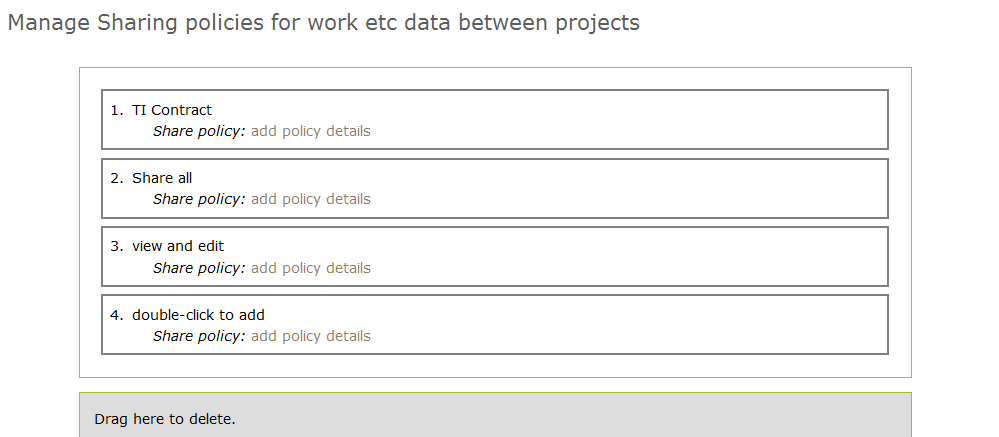 Manage Sharing policies for work etc data between projects
1. TI Contract
Share policy: add policy details
2. Share all
Share policy: add policy details
3. view and edit
Share policy: add policy details
4. double-click to add
Share policy: add policy details
Drag here to delete.